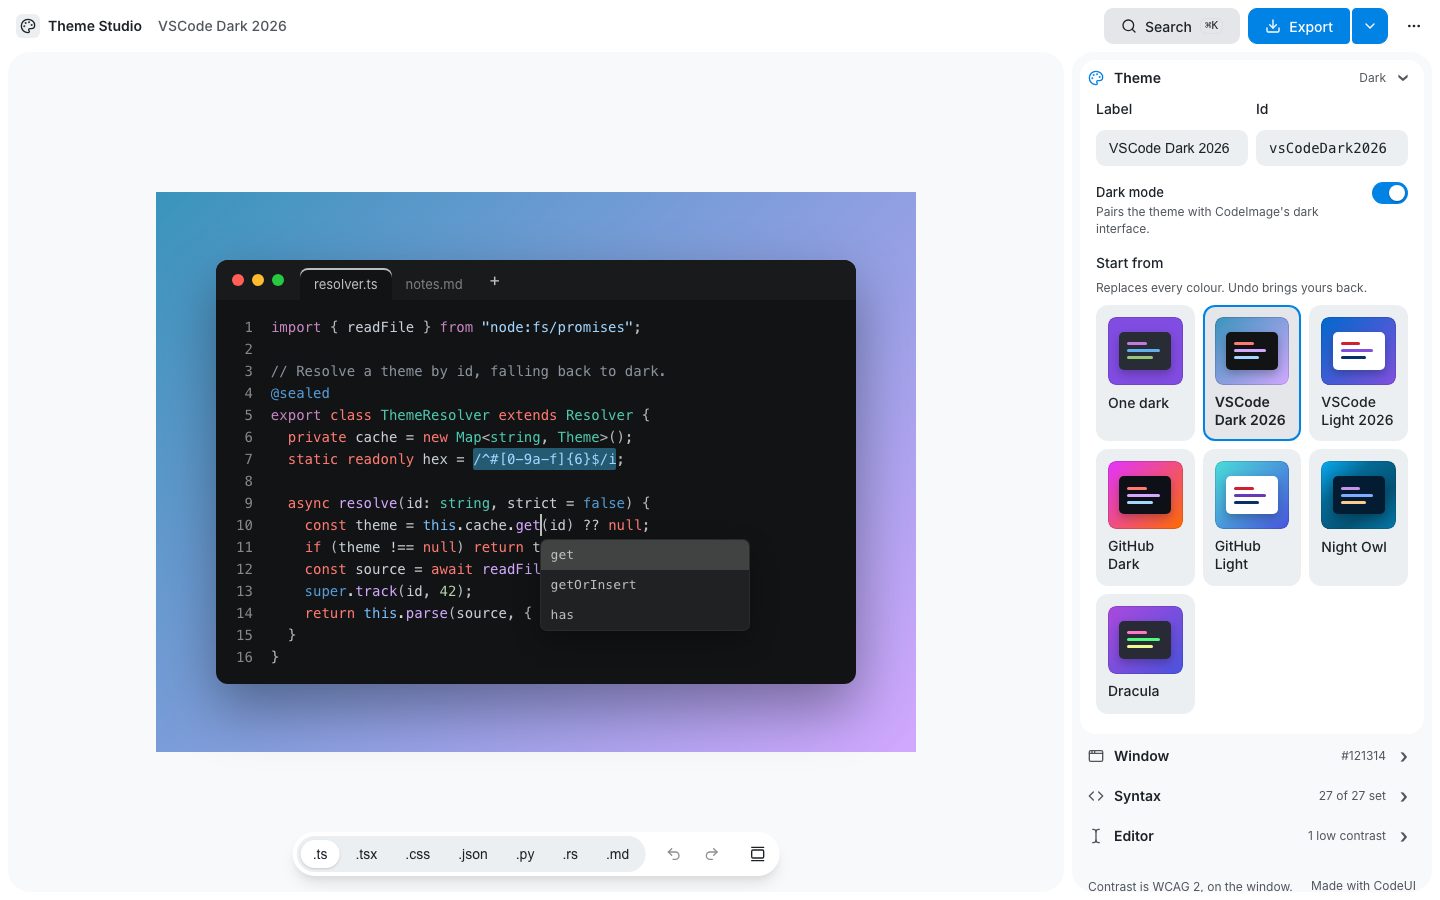 Theme Studio VSCode Dark 2026
Search ⌘K
Export
Theme Dark
Label Id
VSCode Dark 2026 vsCodeDark2026
Dark mode
Pairs the theme with CodeImage's dark
interface.
Start from
Replaces every colour. Undo brings yours back.
One dark
VSCode
Dark 2026
VSCode
Light 2026
GitHub
Dark
GitHub
Light
Night Owl
Dracula
Window #121314
Syntax 27 of 27 set
Editor 1 low contrast
Contrast is WCAG 2, on the window. Made with CodeUI
resolver.ts notes.md +
1 import { readFile } from "node:fs/promises";
2
3 // Resolve a theme by id, falling back to dark.
4 @sealed
5 export class ThemeResolver extends Resolver {
6 private cache = new Map<string, Theme>();
7 static readonly hex = /^#[0-9a-f]{6}$/i;
8
9 async resolve(id: string, strict = false) {
10 const theme = this.cache.get(id) ?? null;
11 if (theme !== null) return t
12 const source = await readFil
13 super.track(id, 42);
14 return this.parse(source, {
15 }
16 }
get
getOrInsert
has
.ts .tsx .css .json .py .rs .md